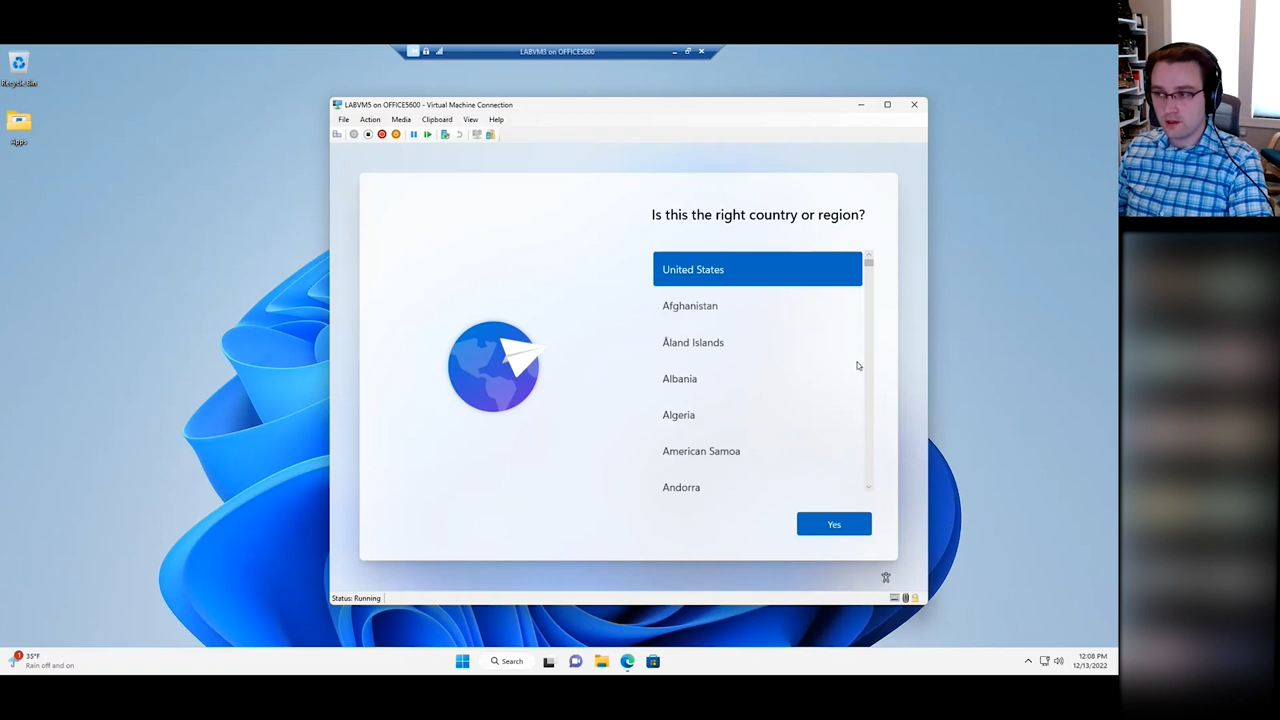 LABVM3 on OFFICE5600
Recycle Bin
Apps
LABVM5 on OFFICE5600 - Virtual Machine Connection
File Action Media Clipboard View Help
Is this the right country or region?
United States
Afghanistan
Åland Islands
Albania
Algeria
American Samoa
Andorra
Yes
Status: Running
1
35°F
Rain off and on
Search
12:08 PM
12/13/2022